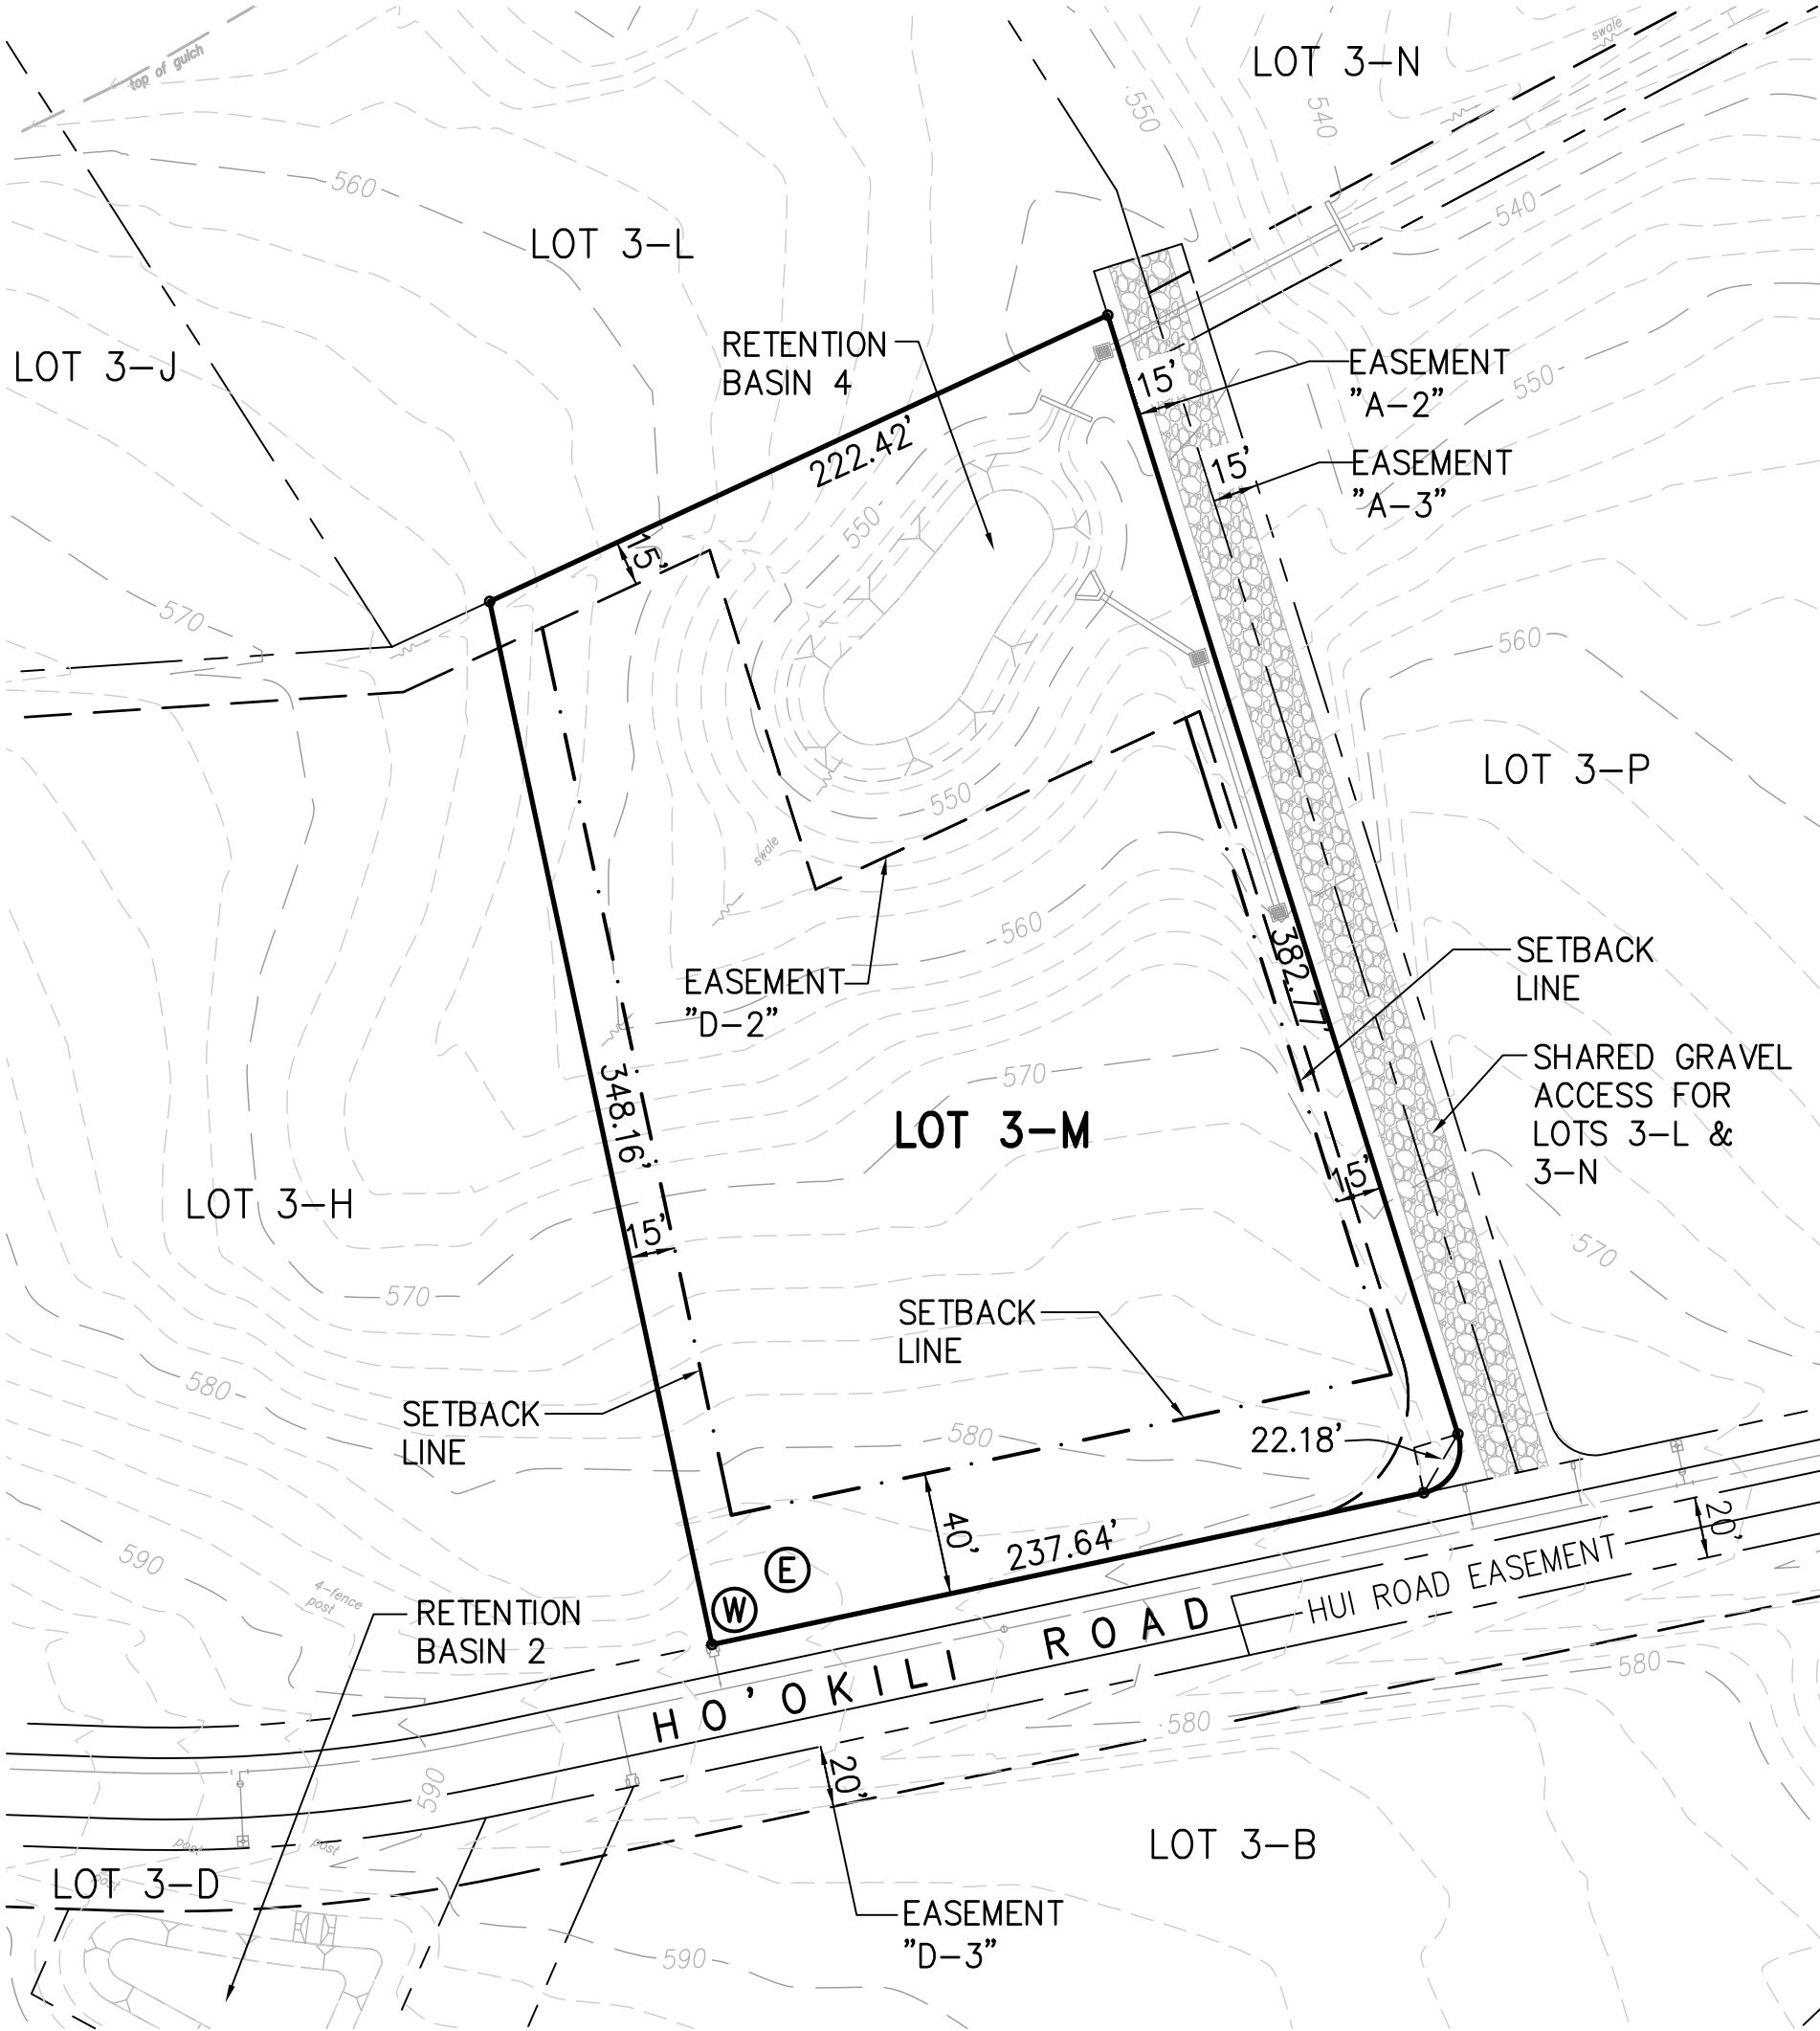 swale
top of gulch
LOT 3-N
550
540
560
540
LOT 3-L
RETENTION
BASIN 4
LOT 3-J
EASEMENT
"A-2"
15'
550
222.42'
EASEMENT
"A-3"
15'
550
15'
570
560
LOT 3-P
550
swale
560
SETBACK
LINE
382.77'
EASEMENT
"D-2"
570
SHARED GRAVEL
ACCESS FOR
LOTS 3-L &
3-N
348.16'
LOT 3-M
15'
LOT 3-H
15'
570
570
SETBACK
LINE
580
SETBACK
LINE
580
22.18'
40'
237.64'
20'
590
E
HUI ROAD EASEMENT
4-fence
post
W
RETENTION
BASIN 2
HO'OKILI ROAD
580
580
590
20'
post
post
post
LOT 3-B
LOT 3-D
EASEMENT
"D-3"
590